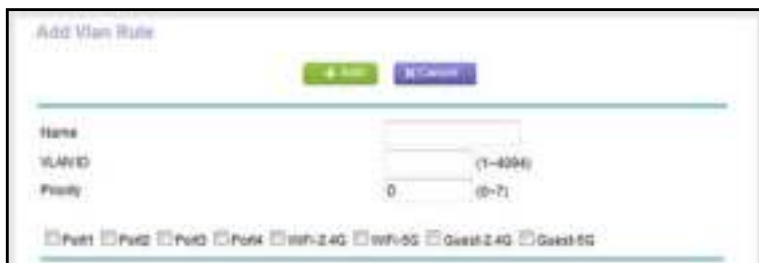 Add Vlan Rule
Add Cancel
Name
VLAN ID (1~4094)
Priority 0 (0~7)
Port1 Port2 Port3 Port4 WiFi-2.4G WiFi-5G Guest-2.4G Guest-5G